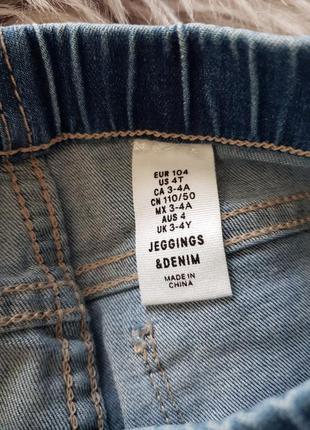 EUR 104
US 4T
CA 3-4A
CN 110/50
MX 3-4A
AUS 4
UK 3-4Y
JEGGINGS
&DENIM
MADE IN
CHINA